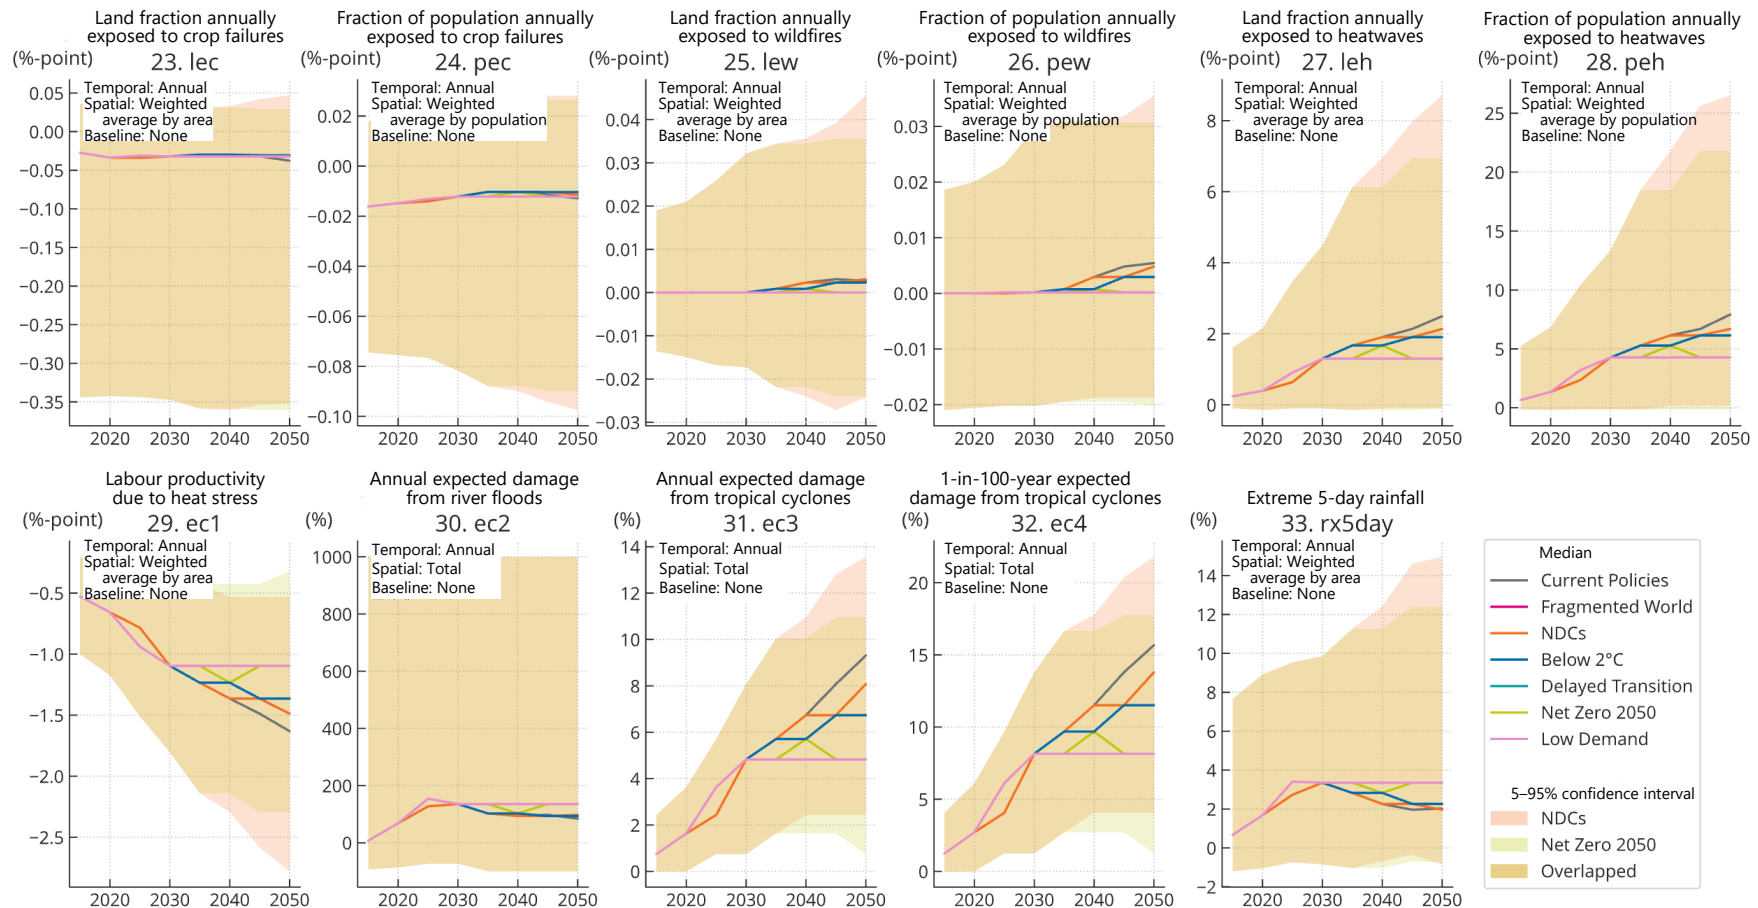 Land fraction annually
exposed to crop failures
(%-point)
23. lec
Temporal: Annual
Spatial: Weighted
average by area
Baseline: None
0.05
0.00
−0.05
−0.10
−0.15
−0.20
−0.25
−0.30
−0.35
2020 2030 2040 2050
Fraction of population annually
exposed to crop failures
(%-point)
24. pec
Temporal: Annual
Spatial: Weighted
average by population
Baseline: None
0.02
0.00
−0.02
−0.04
−0.06
−0.08
−0.10
2020 2030 2040 2050
Land fraction annually
exposed to wildfires
(%-point)
25. lew
Temporal: Annual
Spatial: Weighted
average by area
Baseline: None
0.04
0.03
0.02
0.01
0.00
−0.01
−0.02
−0.03
2020 2030 2040 2050
Fraction of population annually
exposed to wildfires
(%-point)
26. pew
Temporal: Annual
Spatial: Weighted
average by population
Baseline: None
0.03
0.02
0.01
0.00
−0.01
−0.02
2020 2030 2040 2050
Land fraction annually
exposed to heatwaves
(%-point)
27. leh
Temporal: Annual
Spatial: Weighted
average by area
Baseline: None
8
6
4
2
0
2020 2030 2040 2050
Fraction of population annually
exposed to heatwaves
(%-point)
28. peh
Temporal: Annual
Spatial: Weighted
average by population
Baseline: None
25
20
15
10
5
0
2020 2030 2040 2050
Labour productivity
due to heat stress
(%-point)
29. ec1
Temporal: Annual
Spatial: Weighted
average by area
Baseline: None
−0.5
−1.0
−1.5
−2.0
−2.5
2020 2030 2040 2050
Annual expected damage
from river floods
(%)
30. ec2
Temporal: Annual
Spatial: Total
Baseline: None
1000
800
600
400
200
0
2020 2030 2040 2050
Annual expected damage
from tropical cyclones
(%)
31. ec3
Temporal: Annual
Spatial: Total
Baseline: None
14
12
10
8
6
4
2
0
2020 2030 2040 2050
1-in-100-year expected
damage from tropical cyclones
(%)
32. ec4
Temporal: Annual
Spatial: Total
Baseline: None
20
15
10
5
0
2020 2030 2040 2050
Extreme 5-day rainfall
(%)
33. rx5day
Temporal: Annual
Spatial: Weighted
average by area
Baseline: None
14
12
10
8
6
4
2
0
−2
2020 2030 2040 2050
Median
Current Policies
Fragmented World
NDCs
Below 2°C
Delayed Transition
Net Zero 2050
Low Demand
5–95% confidence interval
NDCs
Net Zero 2050
Overlapped